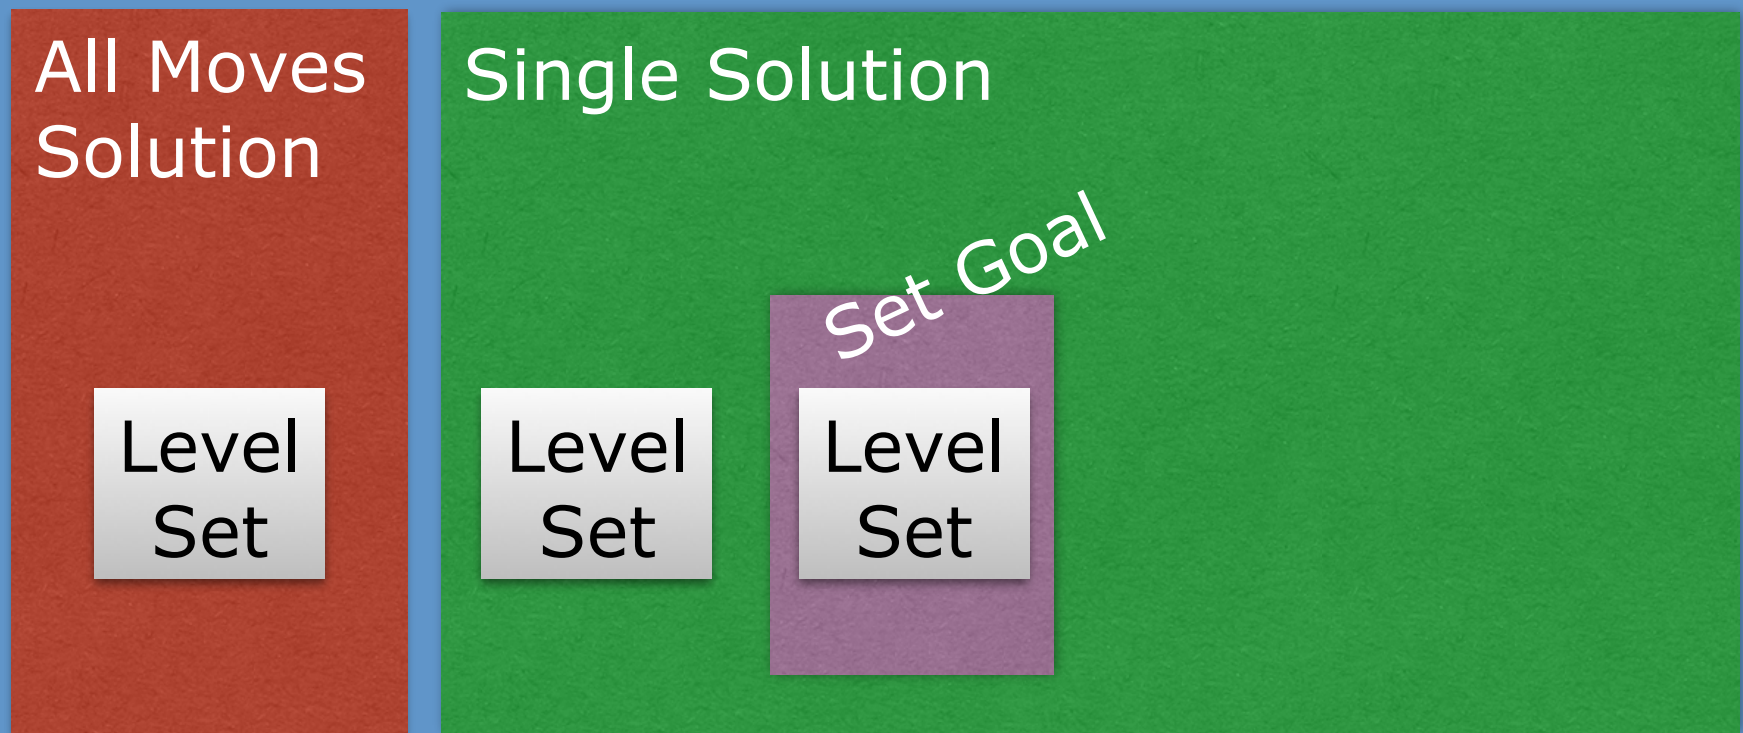 All Moves
Solution
Single Solution
Set Goal
Level
Set
Level
Set
Level
Set